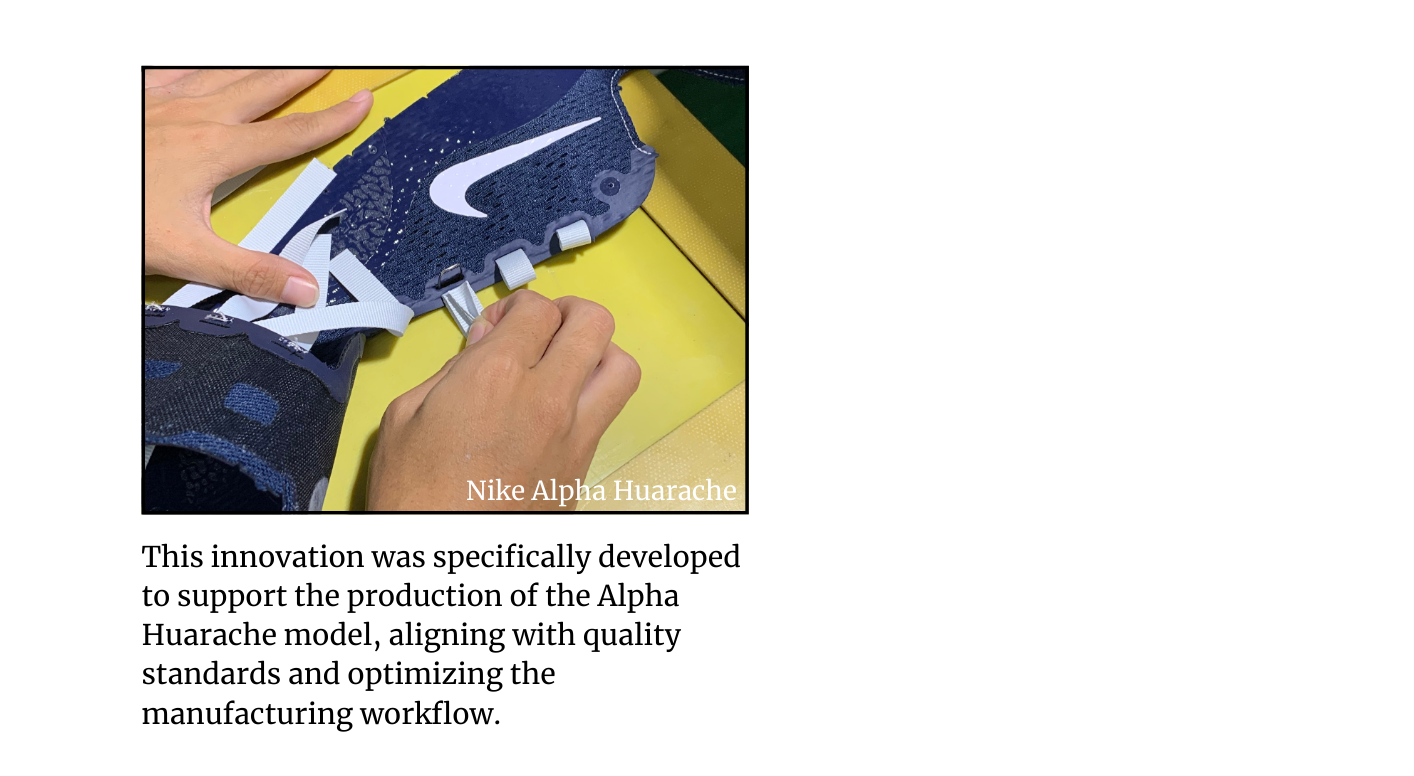 Nike Alpha Huarache
This innovation was specifically developed
to support the production of the Alpha
Huarache model, aligning with quality
standards and optimizing the
manufacturing workflow.